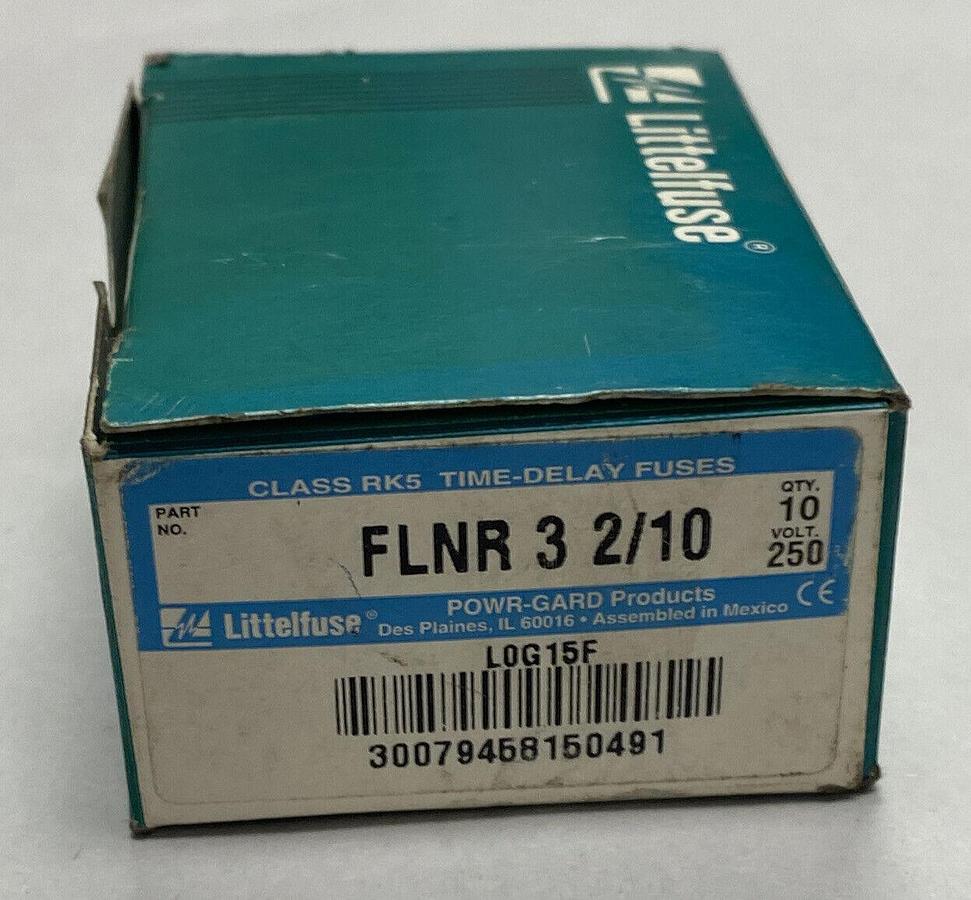 Littelfuse®
CLASS RK5 TIME-DELAY FUSES
PART NO.
FLNR 3 2/10
QTY.
10
VOLT.
250
Littelfuse®
POWR-GARD Products
Des Plaines, IL 60016 • Assembled in Mexico
CE
L0G15F
30079458150491